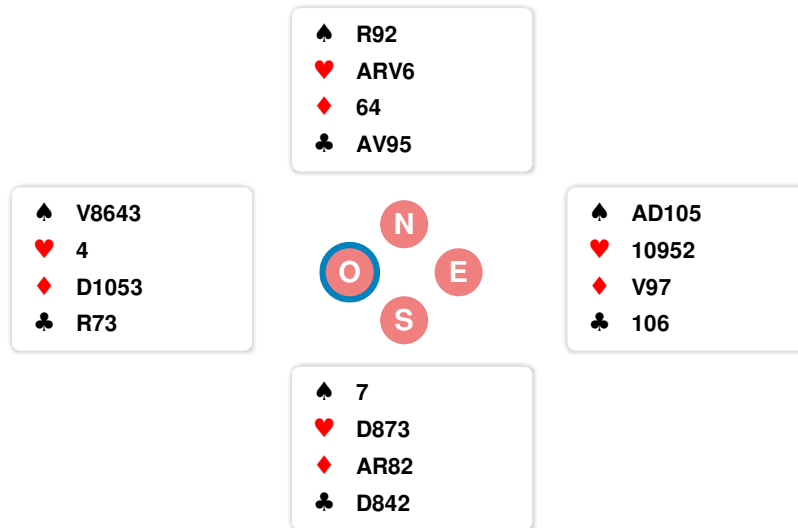 ♠ R92
♥ ARV6
♦ 64
♣ AV95
♠ V8643
♥ 4
♦ D1053
♣ R73
N
O
E
S
♠ AD105
♥ 10952
♦ V97
♣ 106
♠ 7
♥ D873
♦ AR82
♣ D842